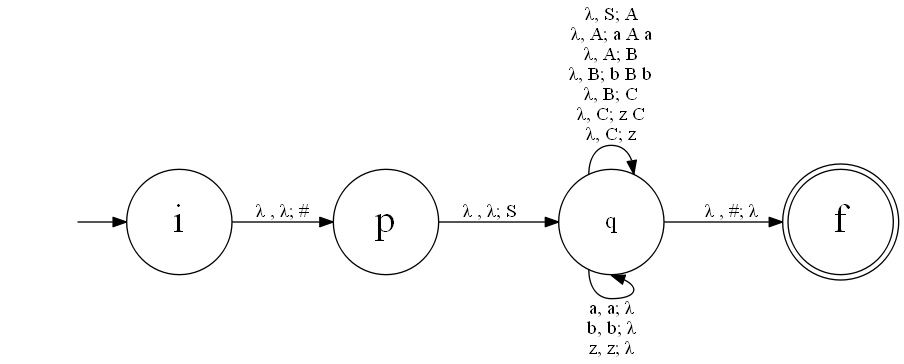 λ, S; A
λ, A; a A a
λ, A; B
λ, B; b B b
λ, B; C
λ, C; z C
λ, C; z
i
λ , λ; #
p
λ , λ; S
q
λ , #; λ
f
a, a; λ
b, b; λ
z, z; λ